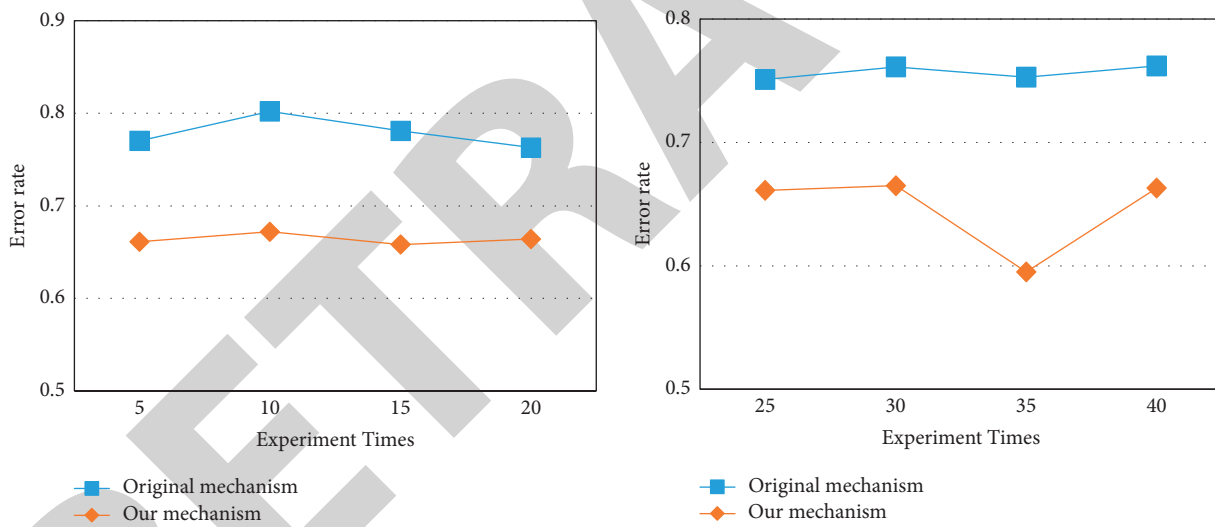 0.9
0.8
0.7
0.6
0.5
Error rate
5 10 15 20
Experiment Times
Original mechanism
Our mechanism
0.8
0.7
0.6
0.5
Error rate
25 30 35 40
Experiment Times
Original mechanism
Our mechanism
ETRA